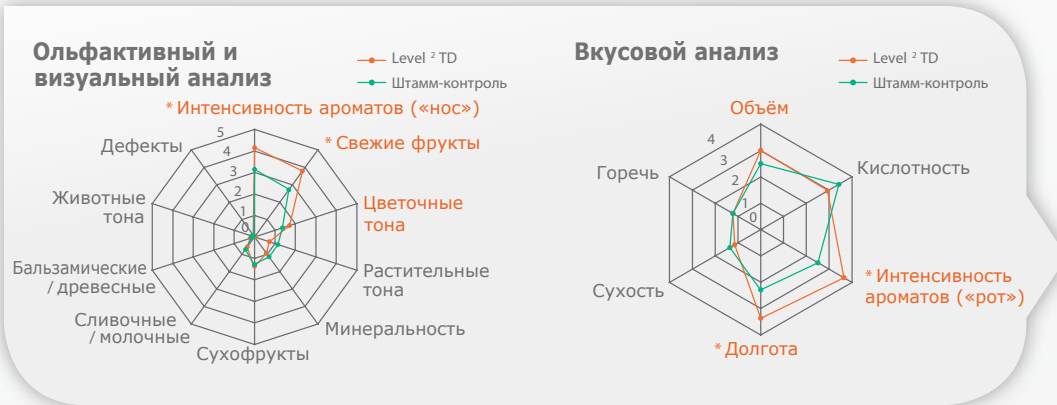 Ольфактивный и
визуальный анализ
Level ² TD
Штамм-контроль
* Интенсивность ароматов («нос»)
* Свежие фрукты
Цветочные
тона
Растительные
тона
Минеральность
Сухофрукты
Сливочные
/ молочные
Бальзамические
/ древесные
Животные
тона
Дефекты
5
4
3
2
1
0
Вкусовой анализ
Level ² TD
Штамм-контроль
Объём
Кислотность
* Интенсивность
ароматов («рот»)
* Долгота
Сухость
Горечь
4
3
2
1
0